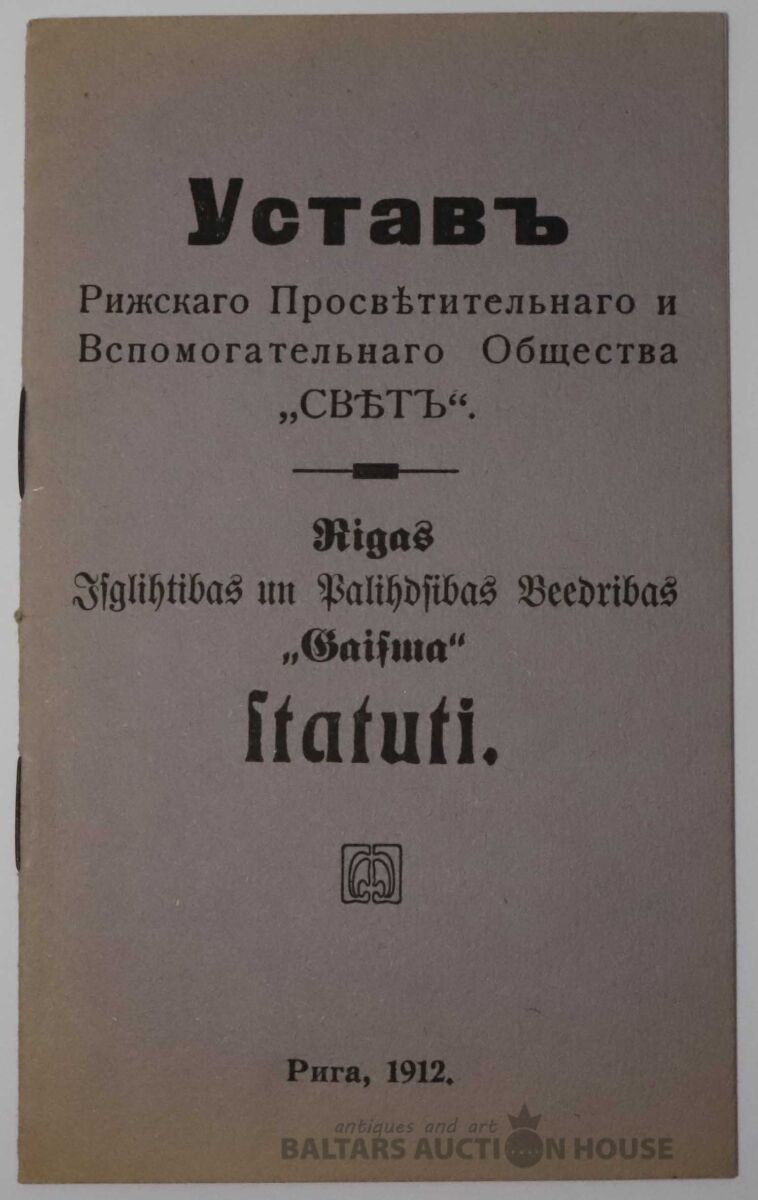 Уставъ
Рижскаго Просвѣтительнаго и
Вспомогательнаго Общества
„СВѢТЪ“.
Rigas
Iſglihtibas un Palihdſibas Beedribas
„Gaiſma“
ſtatuti.
Рига, 1912.
antiques and art
BALTARS AUCTION HOUSE